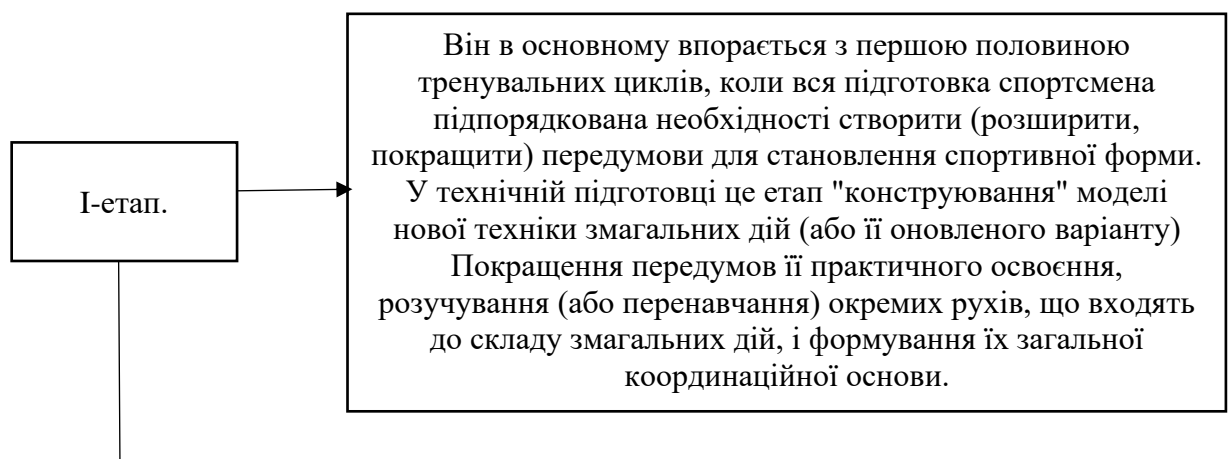 І-етап.
Він в основному впорається з першою половиною
тренувальних циклів, коли вся підготовка спортсмена
підпорядкована необхідності створити (розширити,
покращити) передумови для становлення спортивної форми.
У технічній підготовці це етап "конструювання" моделі
нової техніки змагальних дій (або її оновленого варіанту)
Покращення передумов її практичного освоєння,
розучування (або перенавчання) окремих рухів, що входять
до складу змагальних дій, і формування їх загальної
координаційної основи.